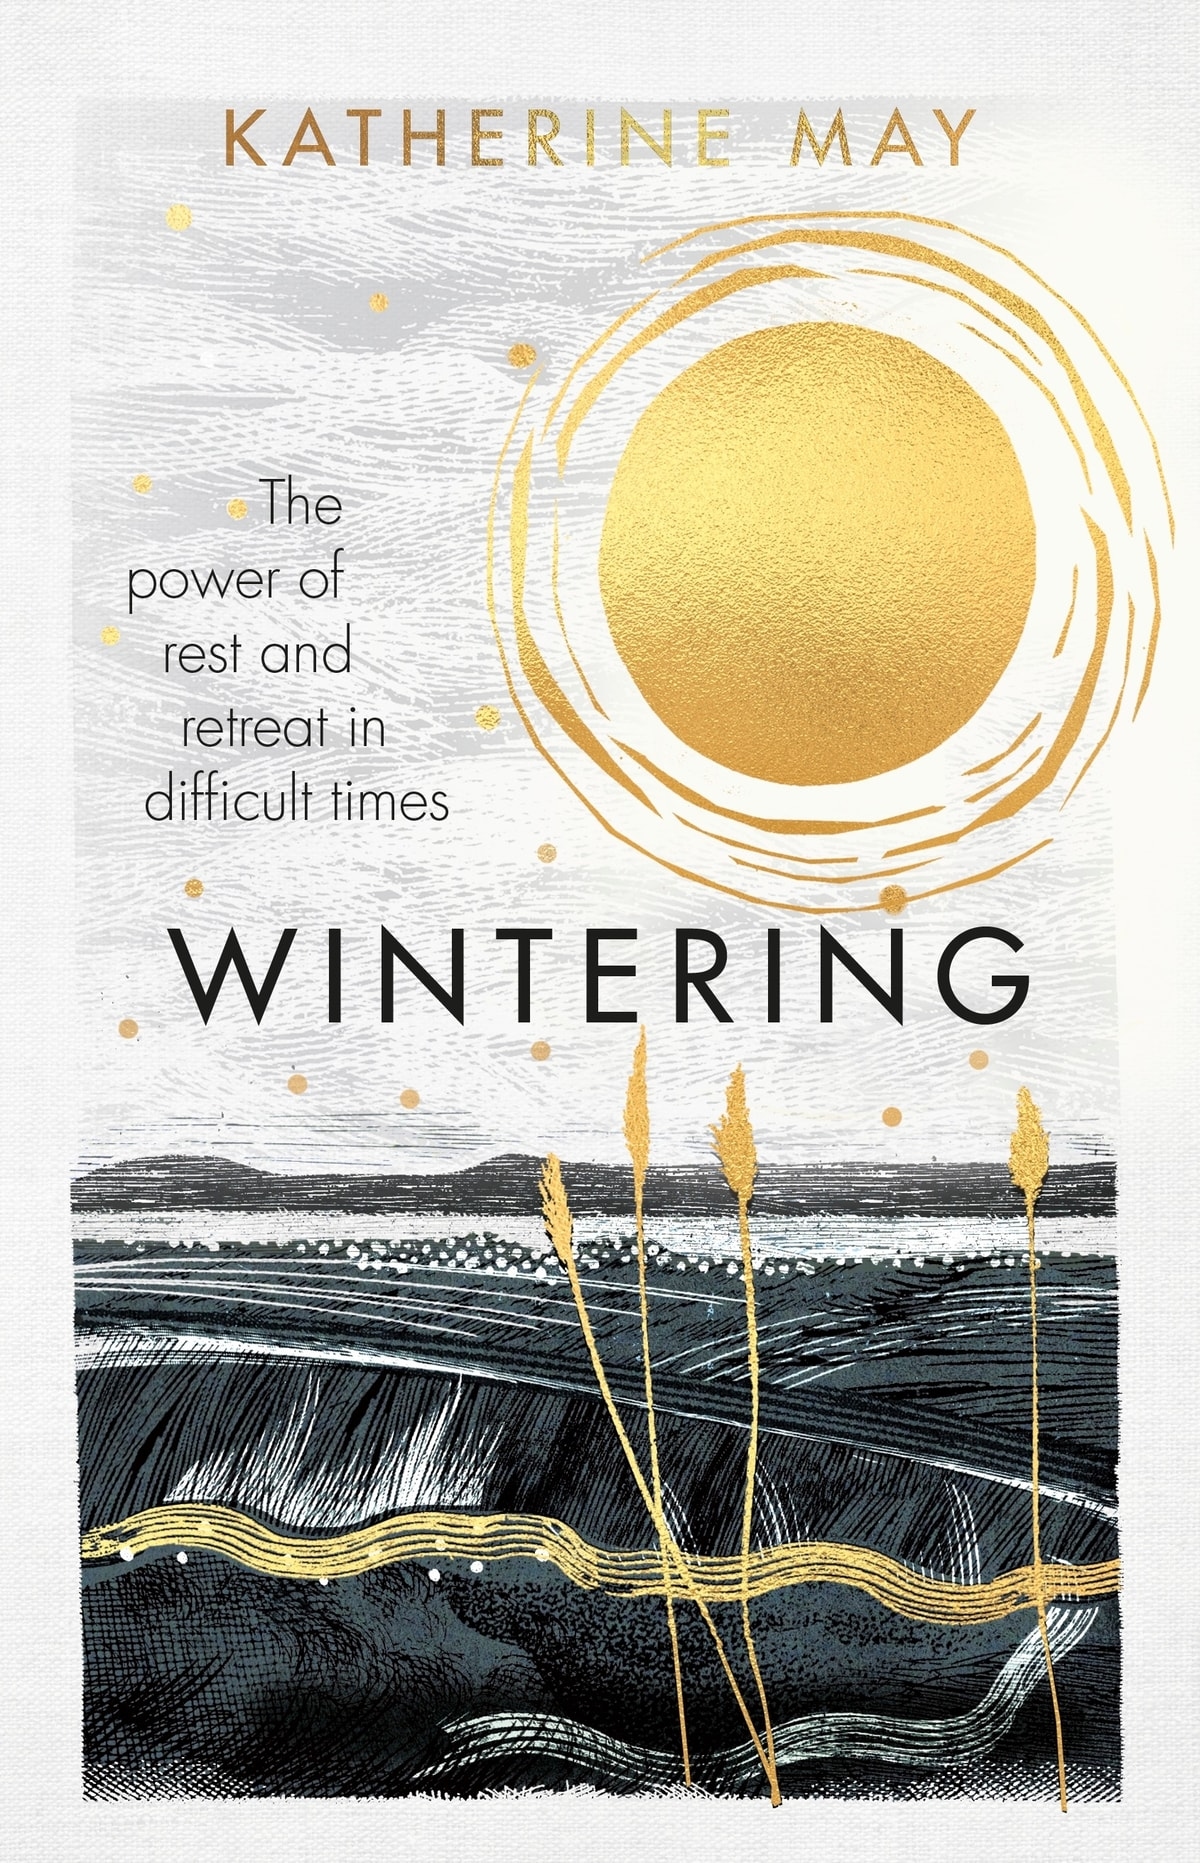 KATHERINE MAY
The
power of
rest and
retreat in
difficult times
WINTERING